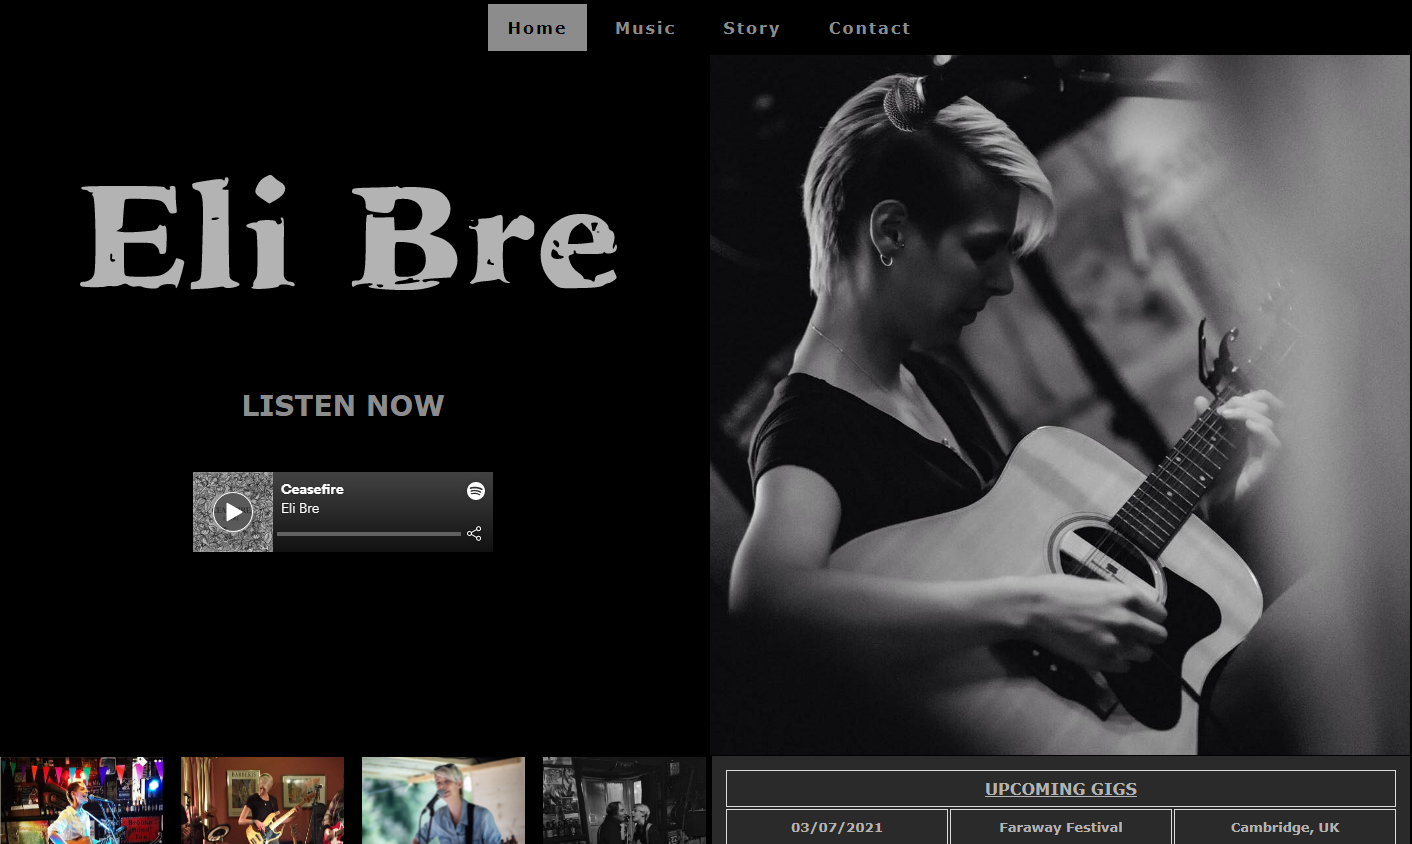 Home Music Story Contact
Eli Bre
LISTEN NOW
Ceasefire
Eli Bre
UPCOMING GIGS
03/07/2021 Faraway Festival Cambridge, UK